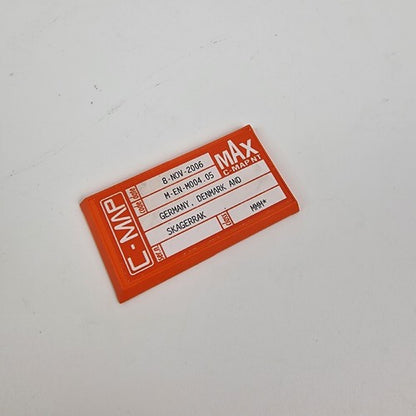 C-MAP
MAX
C-MAP NT
8-NOV-2006
M-EN-M004.05
GERMANY, DENMARK AND
SKAGERRAK
MMM*